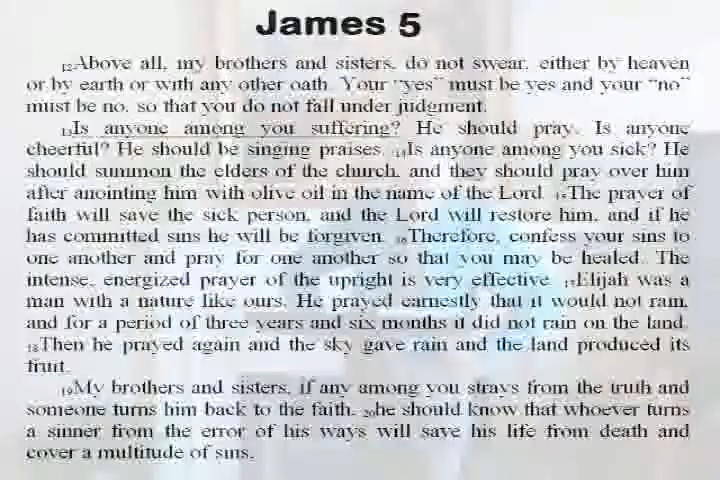 James 5
12Above all, my brothers and sisters, do not swear, either by heaven
or by earth or with any other oath. Your "yes" must be yes and your "no"
must be no, so that you do not fall under judgment.
13Is anyone among you suffering? He should pray. Is anyone
cheerful? He should be singing praises. 14Is anyone among you sick? He
should summon the elders of the church, and they should pray over him
after anointing him with olive oil in the name of the Lord. 15The prayer of
faith will save the sick person, and the Lord will restore him, and if he
has committed sins he will be forgiven. 16Therefore, confess your sins to
one another and pray for one another so that you may be healed. The
intense, energized prayer of the upright is very effective. 17Elijah was a
man with a nature like ours. He prayed earnestly that it would not rain,
and for a period of three years and six months it did not rain on the land.
18Then he prayed again and the sky gave rain and the land produced its
fruit.
19My brothers and sisters, if any among you strays from the truth and
someone turns him back to the faith, 20he should know that whoever turns
a sinner from the error of his ways will save his life from death and
cover a multitude of sins.